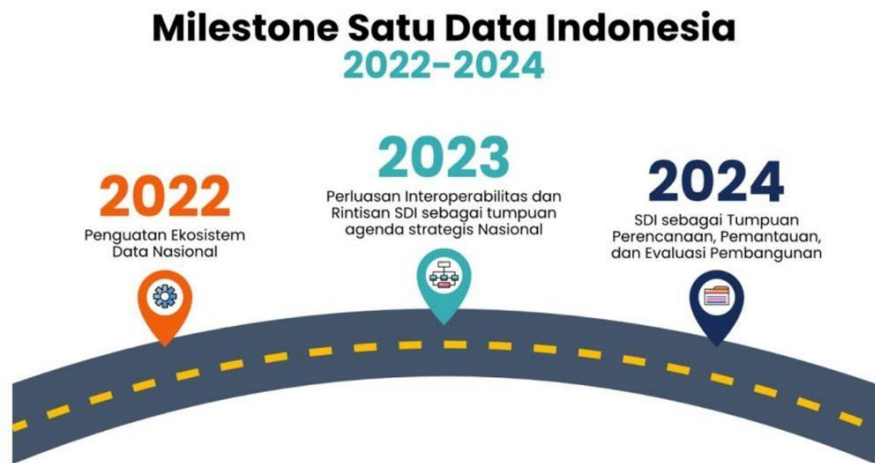 Milestone Satu Data Indonesia
2022-2024
2022
Penguatan Ekosistem
Data Nasional
2023
Perluasan Interoperabilitas dan
Rintisan SDI sebagai tumpuan
agenda strategis Nasional
2024
SDI sebagai Tumpuan
Perencanaan, Pemantauan,
dan Evaluasi Pembangunan